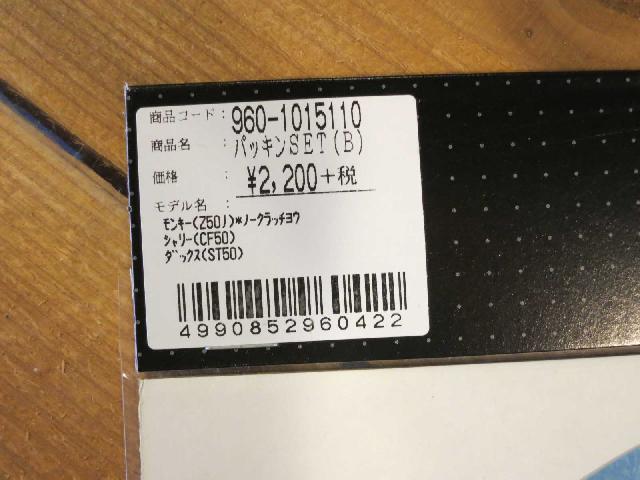 商品コード： 960-1015110
商品名 ： パッキンSET(B)
価格 ： ¥2,200+税
モデル名 ：
モンキー(Z50J)*ノークラッチヨウ
シャリー(CF50)
ダックス(ST50)
4990852960422